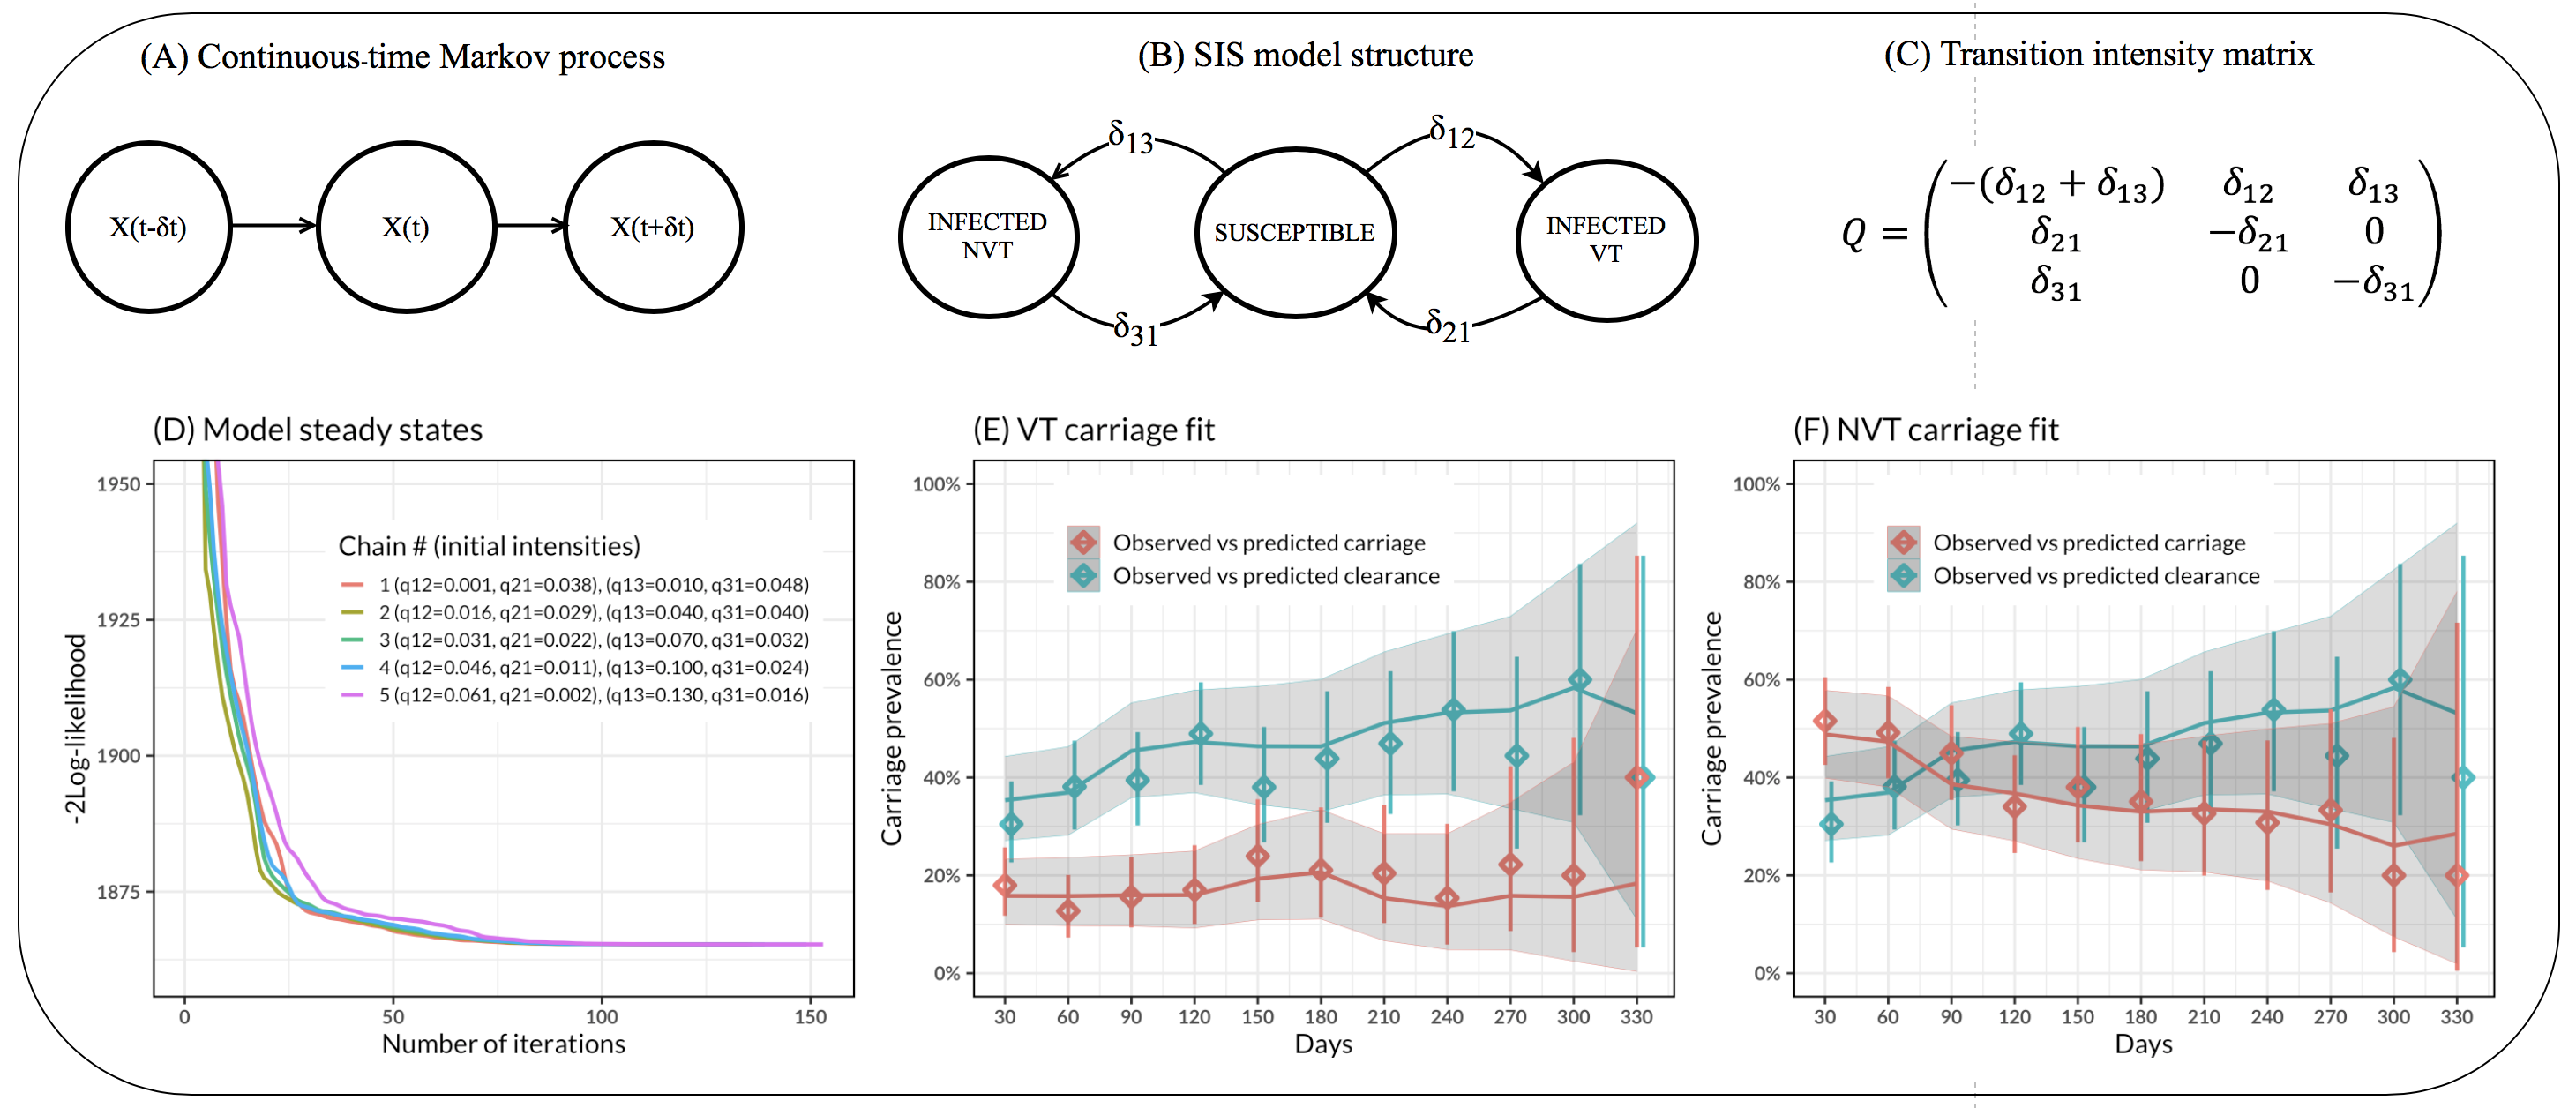 (A) Continuous-time Markov process
X(t-δt)
X(t)
X(t+δt)
(B) SIS model structure
δ13
δ12
INFECTED
NVT
SUSCEPTIBLE
INFECTED
VT
δ31
δ21
(C) Transition intensity matrix
Q =
−(δ12 + δ13) δ12 δ13
δ21 −δ21 0
δ31 0 −δ31
(D) Model steady states
-2Log-likelihood
1950
1925
1900
1875
Chain # (initial intensities)
1 (q12=0.001, q21=0.038), (q13=0.010, q31=0.048)
2 (q12=0.016, q21=0.029), (q13=0.040, q31=0.040)
3 (q12=0.031, q21=0.022), (q13=0.070, q31=0.032)
4 (q12=0.046, q21=0.011), (q13=0.100, q31=0.024)
5 (q12=0.061, q21=0.002), (q13=0.130, q31=0.016)
0 50 100 150
Number of iterations
(E) VT carriage fit
Carriage prevalence
100%
80%
60%
40%
20%
0%
Observed vs predicted carriage
Observed vs predicted clearance
30 60 90 120 150 180 210 240 270 300 330
Days
(F) NVT carriage fit
Carriage prevalence
100%
80%
60%
40%
20%
0%
Observed vs predicted carriage
Observed vs predicted clearance
30 60 90 120 150 180 210 240 270 300 330
Days